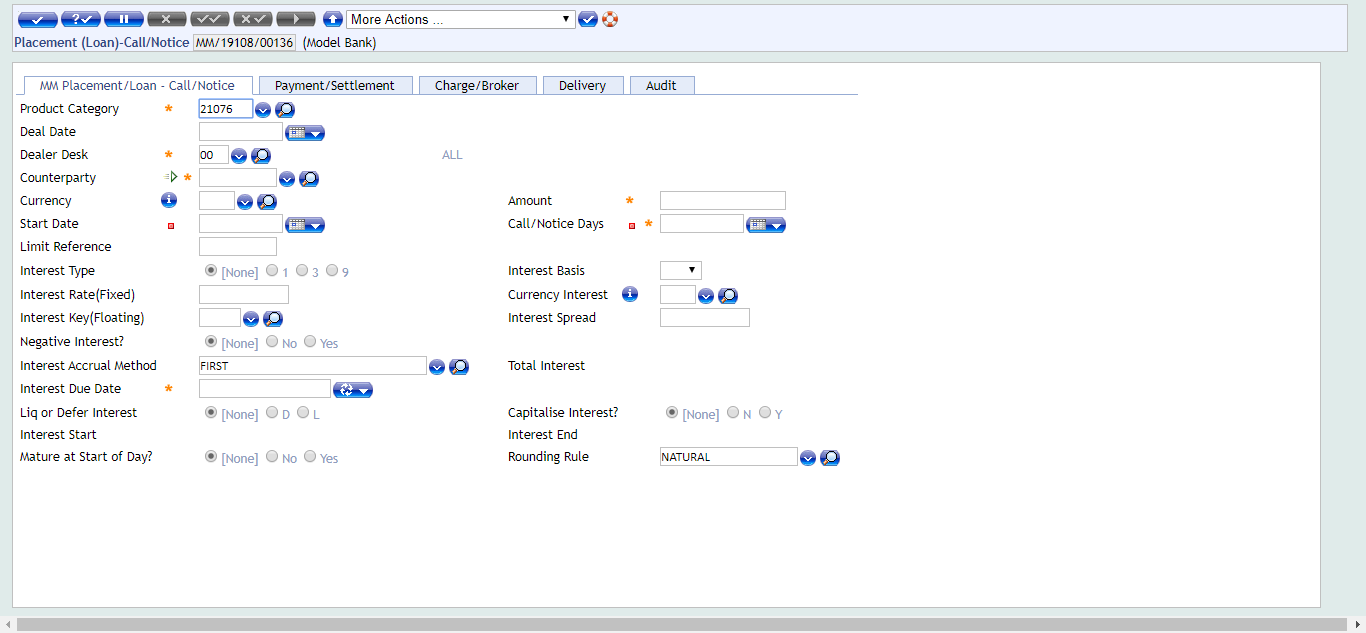 More Actions ...
Placement (Loan)-Call/Notice MM/19108/00136 (Model Bank)
MM Placement/Loan - Call/Notice Payment/Settlement Charge/Broker Delivery Audit
Product Category * 21076
Deal Date
Dealer Desk * 00 ALL
Counterparty *
Currency Amount *
Start Date Call/Notice Days *
Limit Reference
Interest Type [None] 1 3 9 Interest Basis
Interest Rate(Fixed) Currency Interest
Interest Key(Floating) Interest Spread
Negative Interest? [None] No Yes
Interest Accrual Method FIRST Total Interest
Interest Due Date *
Liq or Defer Interest [None] D L Capitalise Interest? [None] N Y
Interest Start Interest End
Mature at Start of Day? [None] No Yes Rounding Rule NATURAL